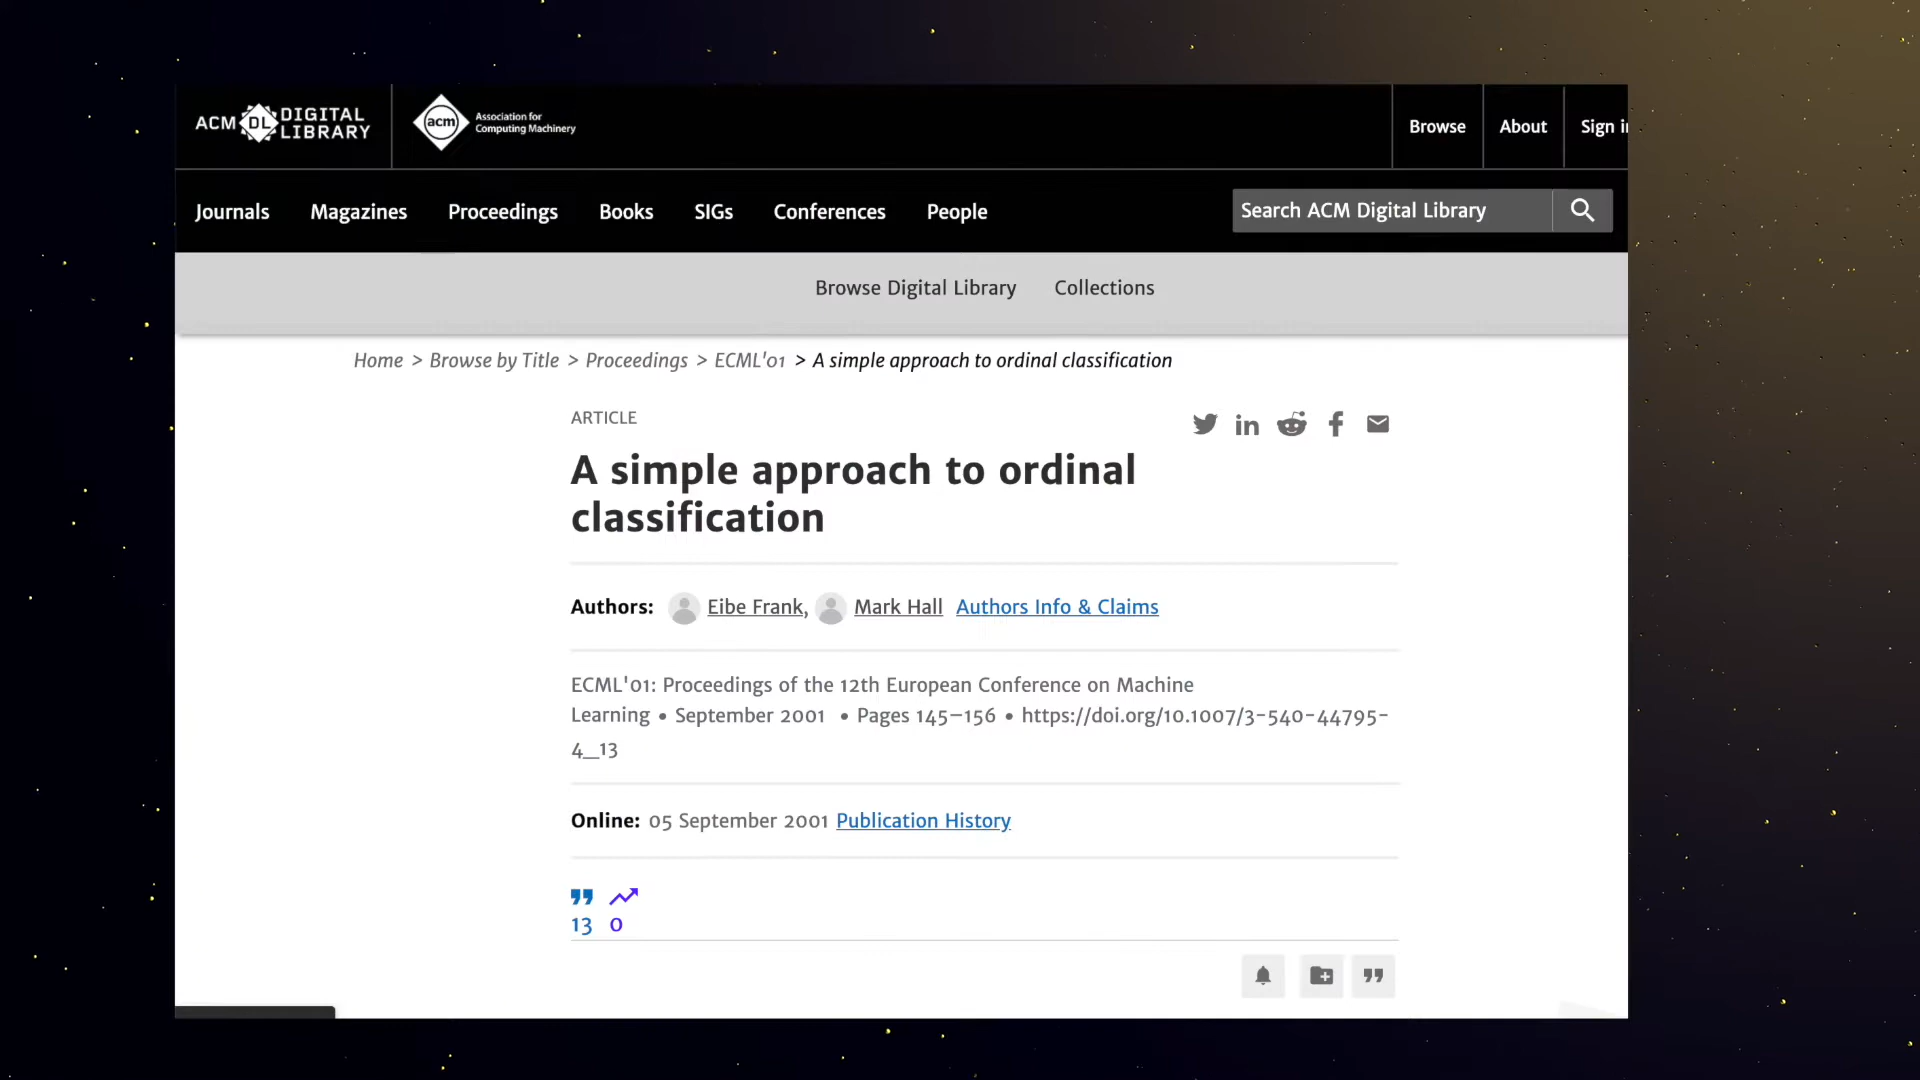 ACM DL DIGITAL LIBRARY
acm Association for Computing Machinery
Browse About Sign in
Journals Magazines Proceedings Books SIGs Conferences People
Search ACM Digital Library
Browse Digital Library Collections
Home > Browse by Title > Proceedings > ECML'01 > A simple approach to ordinal classification
ARTICLE
A simple approach to ordinal
classification
Authors: Eibe Frank, Mark Hall Authors Info & Claims
ECML'01: Proceedings of the 12th European Conference on Machine
Learning • September 2001 • Pages 145–156 • https://doi.org/10.1007/3-540-44795-
4_13
Online: 05 September 2001 Publication History
13 0